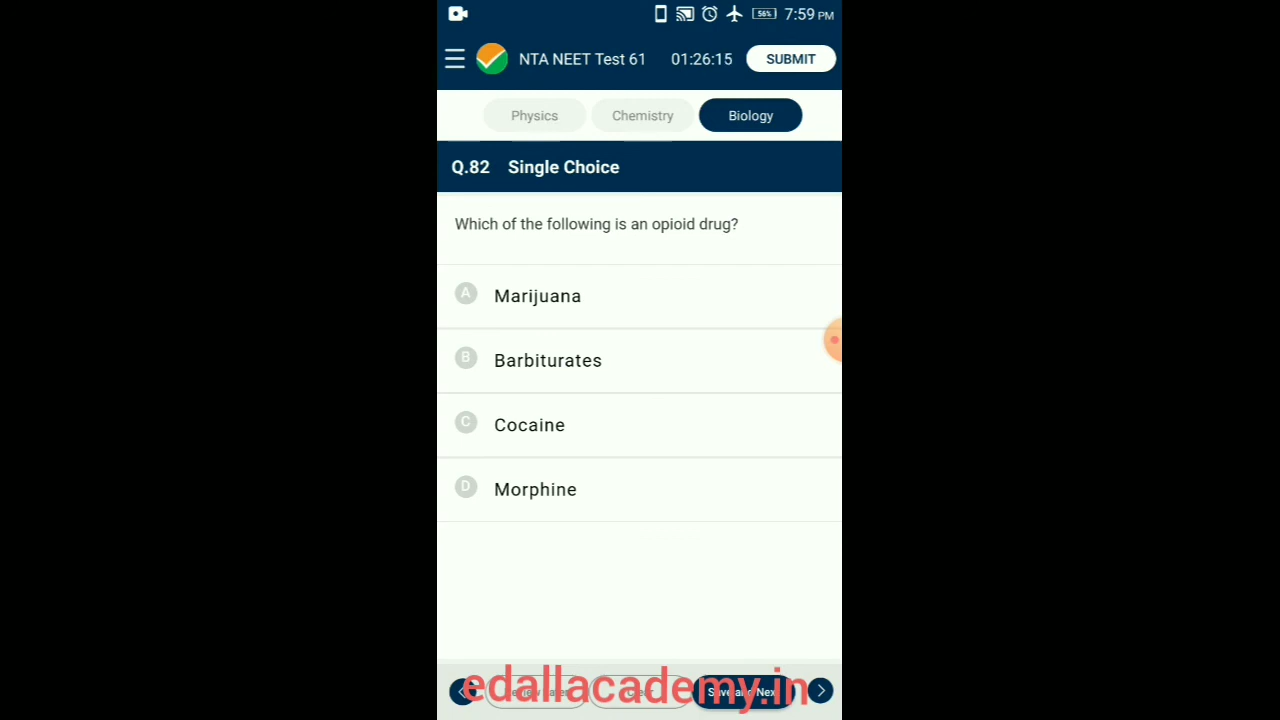 56% 7:59 PM
NTA NEET Test 61 01:26:15 SUBMIT
Physics Chemistry Biology
Q.82 Single Choice
Which of the following is an opioid drug?
A Marijuana
B Barbiturates
C Cocaine
D Morphine
edallacademy.in